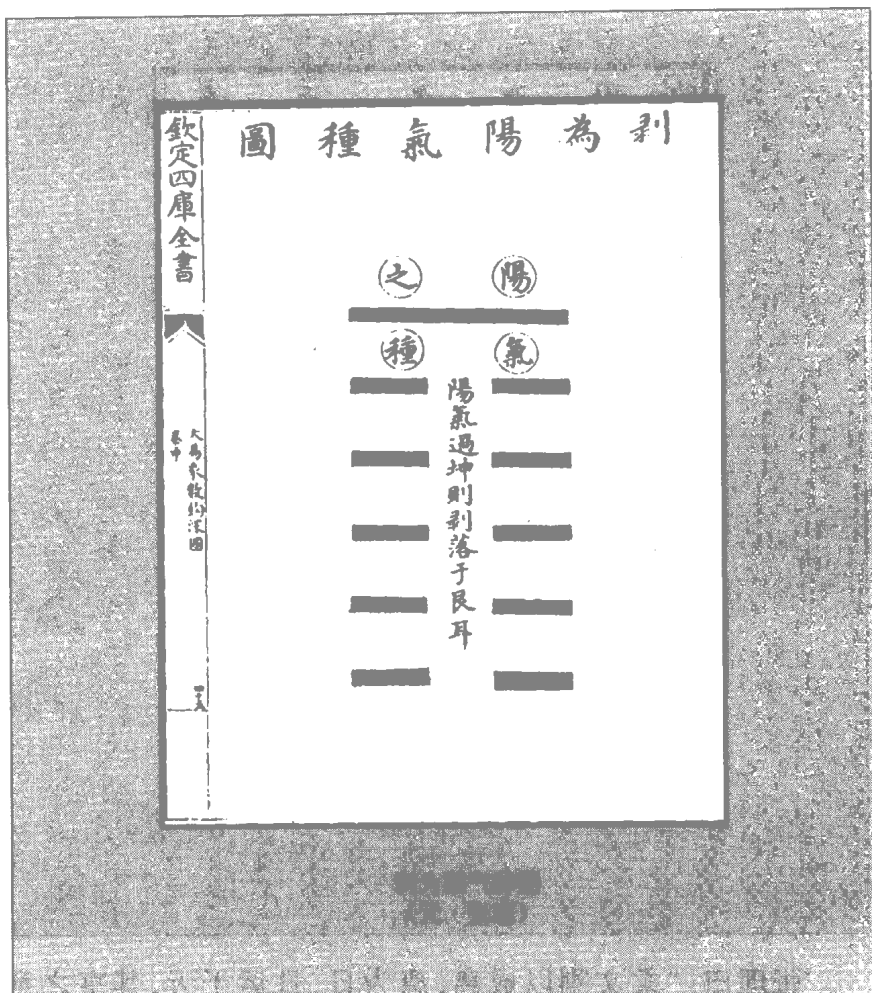 剥為陽氣種圖
陽氣之種
陽氣過坤則剥落于艮耳
欽定四庫全書
大易象數鈎深圖
卷中